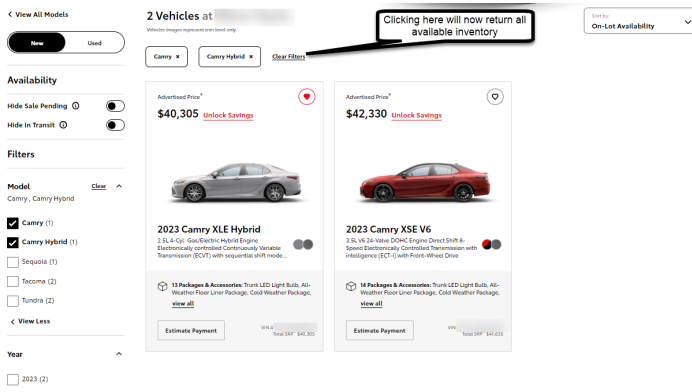 View All Models
New
Used
Availability
Hide Sale Pending
Hide In Transit
Filters
Model
Clear
Camry , Camry Hybrid
Camry (1)
Camry Hybrid (1)
Sequoia (1)
Tacoma (2)
Tundra (2)
View Less
Year
2023 (2)
2 Vehicles at
Vehicles images represent trim level only.
Camry ×
Camry Hybrid ×
Clear Filters
Clicking here will now return all
available inventory
Sort by:
On-Lot Availability
Advertised Price*
$40,305 Unlock Savings
2023 Camry XLE Hybrid
2.5L 4-Cyl. Gas/Electric Hybrid Engine
Electronically controlled Continuously Variable
Transmission (ECVT) with sequential shift mode...
13 Packages & Accessories: Trunk LED Light Bulb, All-
Weather Floor Liner Package, Cold Weather Package,
view all
Estimate Payment
VIN
Total SRP $40,305
Advertised Price*
$42,330 Unlock Savings
2023 Camry XSE V6
3.5L V6 24-Valve DOHC Engine Direct Shift 8-
Speed Electronically Controlled Transmission with
intelligence (ECT-i) with Front-Wheel Drive
14 Packages & Accessories: Trunk LED Light Bulb, All-
Weather Floor Liner Package, Cold Weather Package,
view all
Estimate Payment
VIN
Total SRP